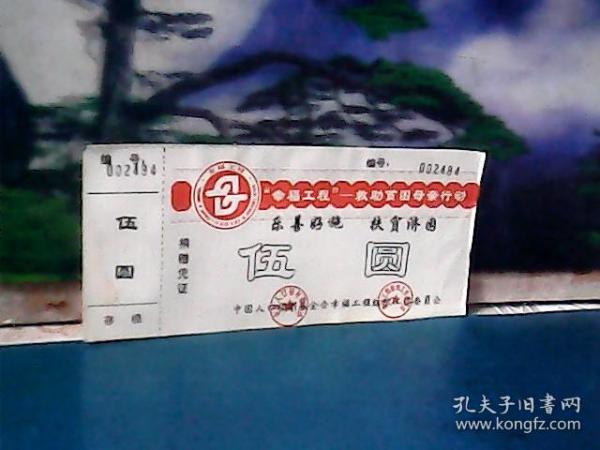 编号:
002484
伍
圆
存根
编号:
002484
"幸福工程"—救助贫困母亲行动
乐善好施 扶贫济困
捐赠凭证
伍 圆
孔夫子旧书网
www.kongfz.com